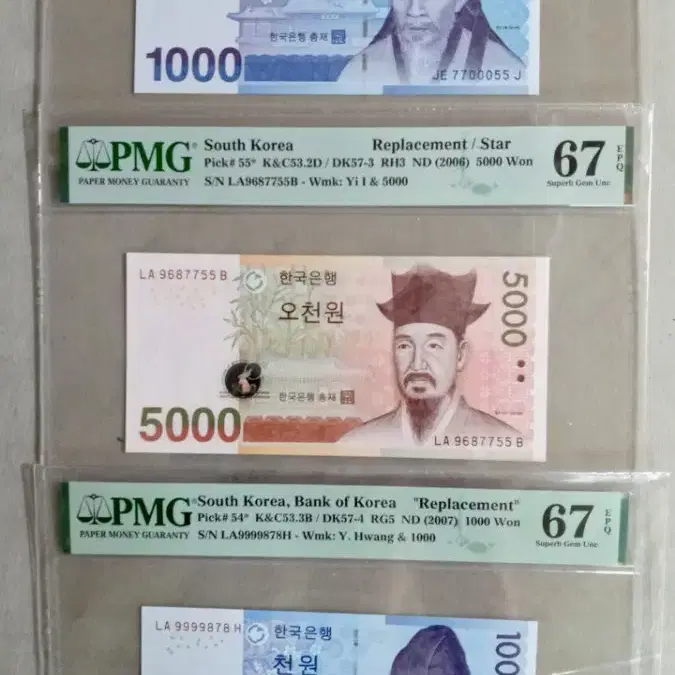 한국은행 총재
1000
JE 7700055 J
PMG
PAPER MONEY GUARANTY
South Korea Replacement / Star
Pick# 55* K&C53.2D / DK57-3 RH3 ND (2006) 5000 Won
S/N LA9687755B - Wmk: Yi I & 5000
67
EPQ
Superb Gem Unc
LA 9687755 B
한국은행
오천원
5000
한국은행 총재
5000
LA 9687755 B
PMG
PAPER MONEY GUARANTY
South Korea, Bank of Korea "Replacement"
Pick# 54* K&C53.3B / DK57-4 RG5 ND (2007) 1000 Won
S/N LA9999878H - Wmk: Y. Hwang & 1000
67
EPQ
Superb Gem Unc
LA 9999878 H
한국은행
천원
100